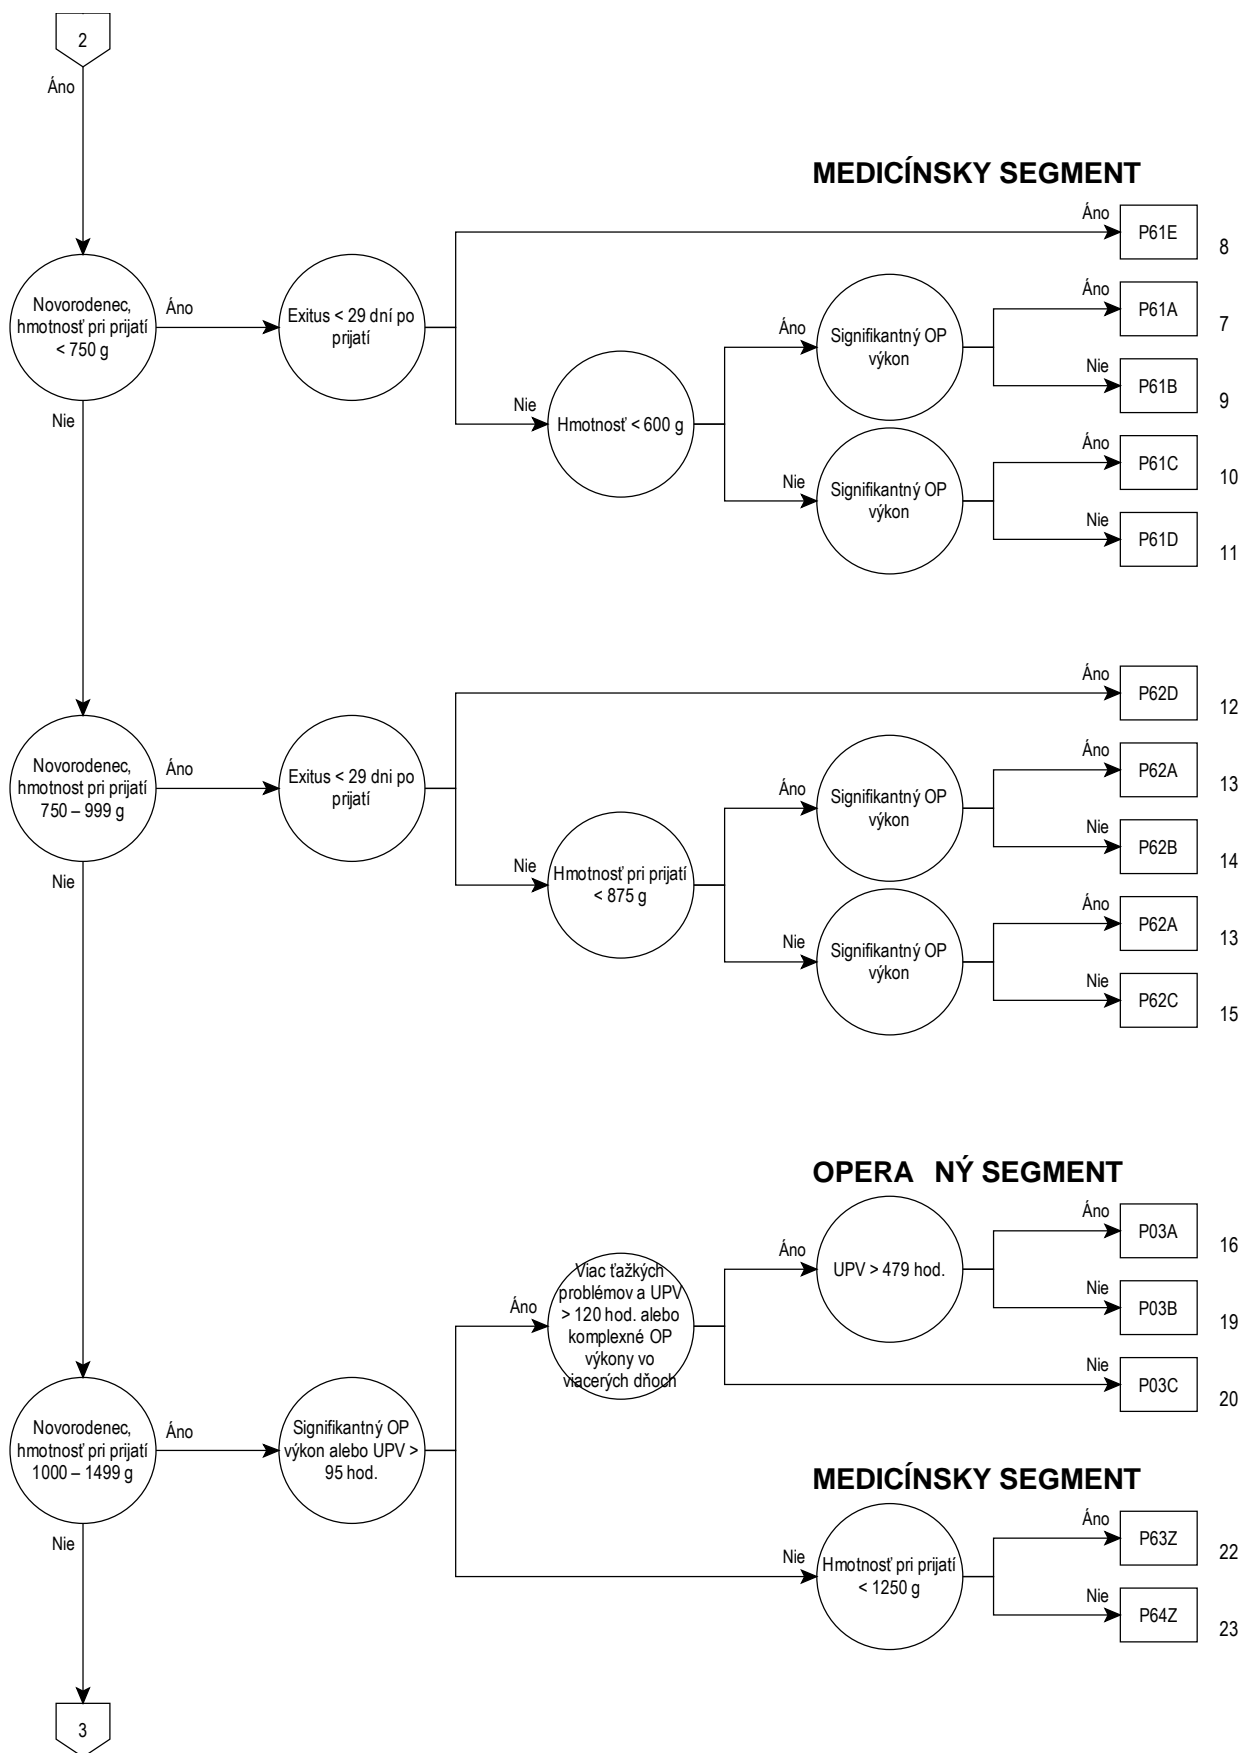 2
Áno
MEDICÍNSKY SEGMENT
Áno
P61E
8
Novorodenec,
hmotnosť pri prijatí
< 750 g
Áno
Exitus < 29 dní po
prijatí
Áno
Signifikantný OP
výkon
Áno
P61A
7
Nie
P61B
9
Nie
Nie
Hmotnosť < 600 g
Áno
P61C
10
Nie
Signifikantný OP
výkon
Nie
P61D
11
Áno
P62D
12
Novorodenec,
hmotnost pri prijatí
750 – 999 g
Áno
Exitus < 29 dni po
prijatí
Áno
Signifikantný OP
výkon
Áno
P62A
13
Nie
P62B
14
Nie
Nie
Hmotnosť pri prijatí
< 875 g
Áno
P62A
13
Nie
Signifikantný OP
výkon
Nie
P62C
15
OPERA NÝ SEGMENT
Áno
P03A
16
Áno
UPV > 479 hod.
Nie
P03B
19
Áno
Viac ťažkých
problémov a UPV
> 120 hod. alebo
komplexné OP
výkony vo
viacerých dňoch
Nie
P03C
20
Novorodenec,
hmotnosť pri prijatí
1000 – 1499 g
Áno
Signifikantný OP
výkon alebo UPV >
95 hod.
MEDICÍNSKY SEGMENT
Áno
P63Z
22
Nie
Nie
Hmotnosť pri prijatí
< 1250 g
Nie
P64Z
23
3